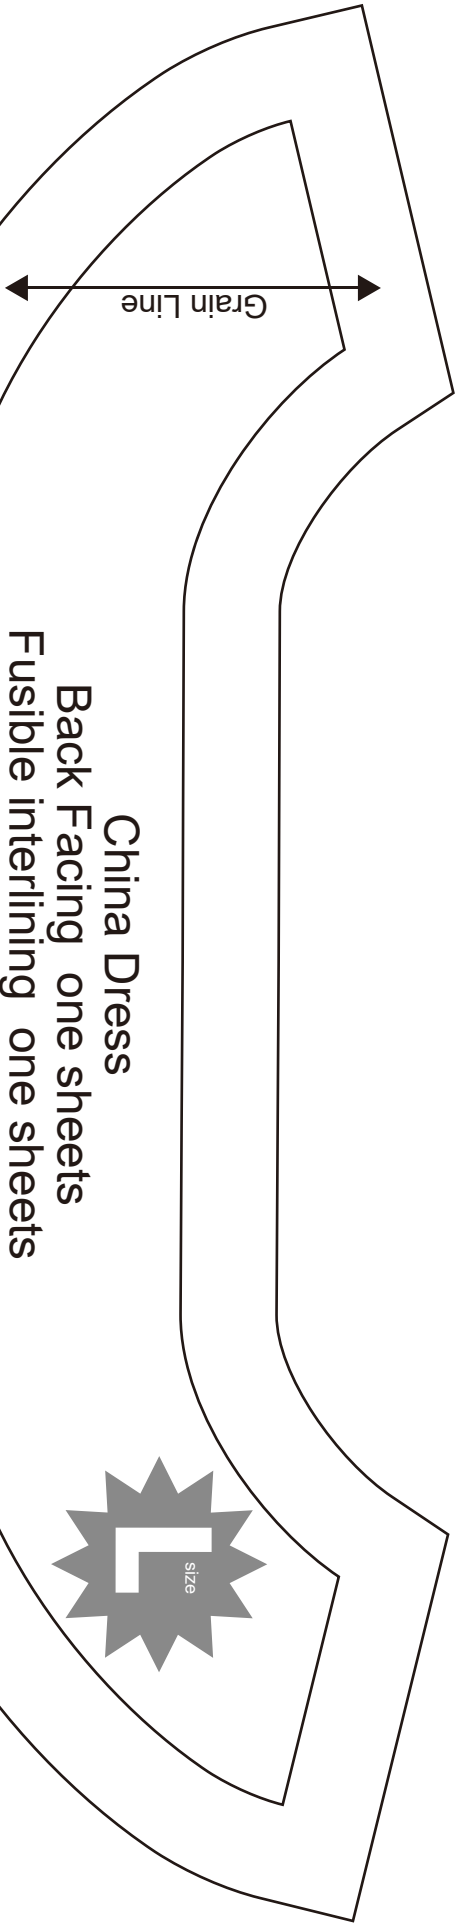 Grain Line
China Dress
Back Facing one sheets
Fusible interlining one sheets
size
L